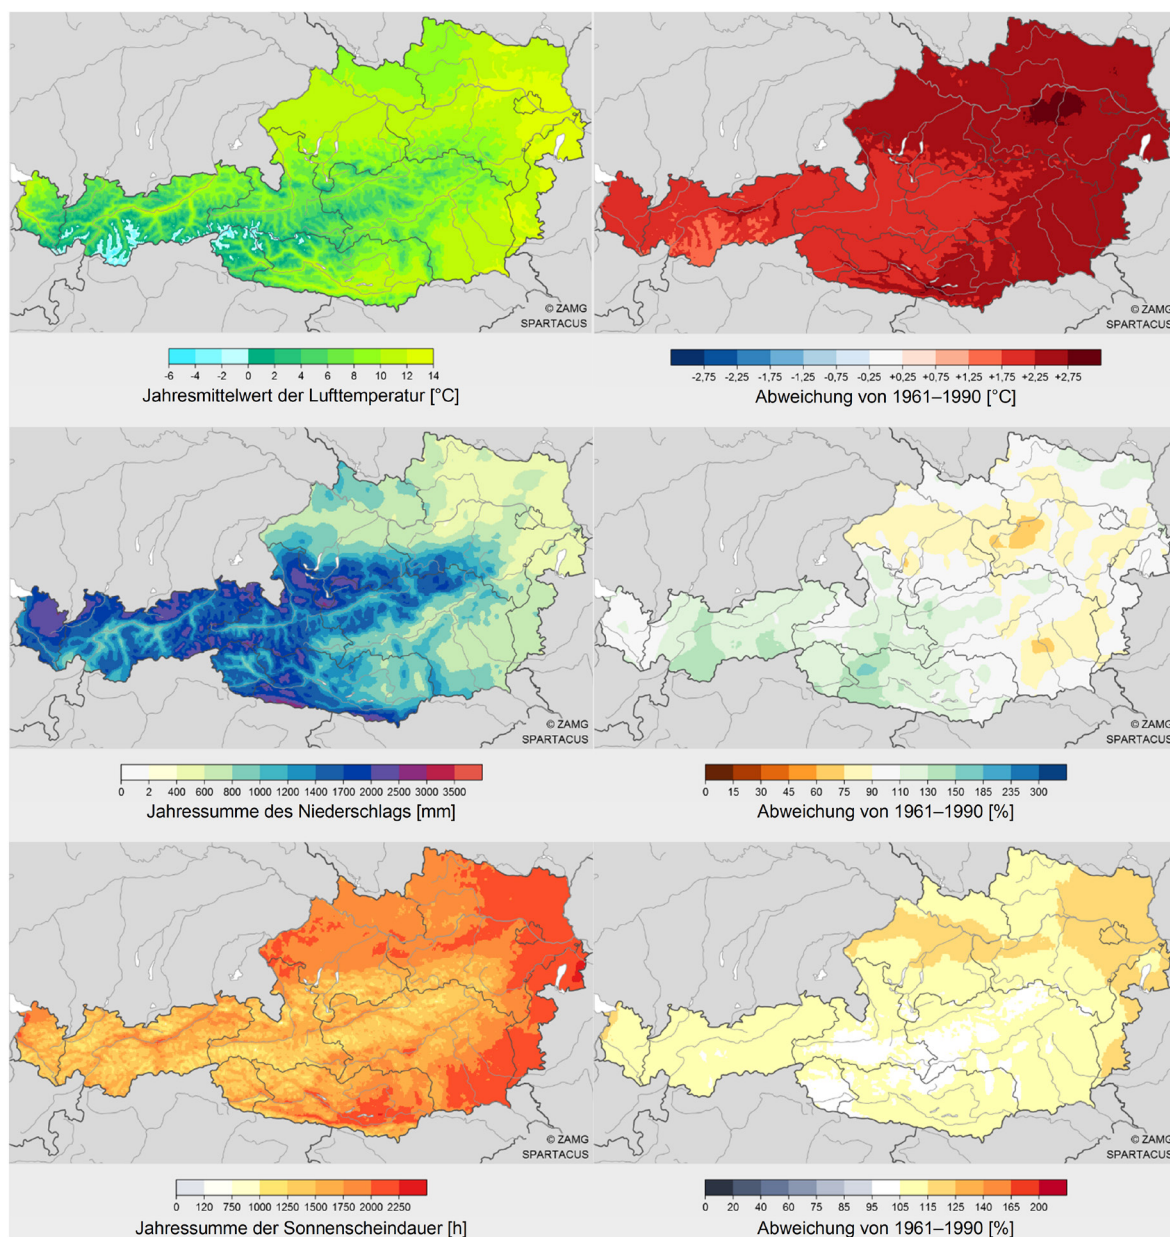 © ZAMG
SPARTACUS
© ZAMG
SPARTACUS
-6 -4 -2 0 2 4 6 8 10 12 14
Jahresmittelwert der Lufttemperatur [°C]
-2,75 -2,25 -1,75 -1,25 -0,75 -0,25 +0,25 +0,75 +1,25 +1,75 +2,25 +2,75
Abweichung von 1961–1990 [°C]
© ZAMG
SPARTACUS
© ZAMG
SPARTACUS
0 2 400 600 800 1000 1200 1400 1700 2000 2500 3000 3500
Jahressumme des Niederschlags [mm]
0 15 30 45 60 75 90 110 130 150 185 235 300
Abweichung von 1961–1990 [%]
© ZAMG
SPARTACUS
© ZAMG
SPARTACUS
0 120 750 1000 1250 1500 1750 2000 2250
Jahressumme der Sonnenscheindauer [h]
0 20 40 60 75 85 95 105 115 125 140 165 200
Abweichung von 1961–1990 [%]